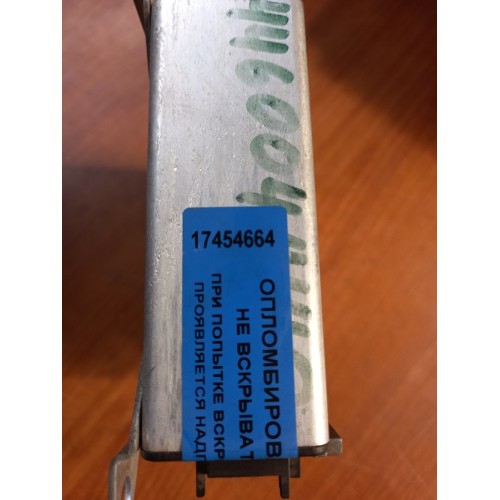 17454664
ОПЛОМБИРОВ
НЕ ВСКРЫВАТ
ПРИ ПОПЫТКЕ ВСКР
ПРОЯВЛЯЕТСЯ НАДП